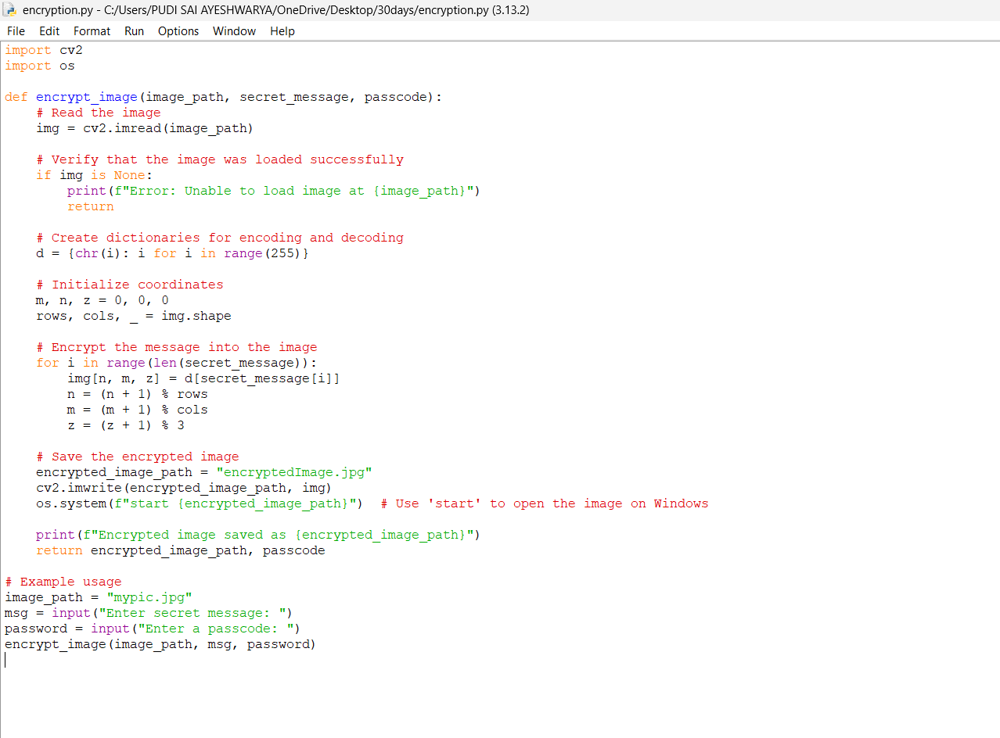 encryption.py - C:/Users/PUDI SAI AYESHWARYA/OneDrive/Desktop/30days/encryption.py (3.13.2)
File Edit Format Run Options Window Help
import cv2
import os

def encrypt_image(image_path, secret_message, passcode):
    # Read the image
    img = cv2.imread(image_path)

    # Verify that the image was loaded successfully
    if img is None:
        print(f"Error: Unable to load image at {image_path}")
        return

    # Create dictionaries for encoding and decoding
    d = {chr(i): i for i in range(255)}

    # Initialize coordinates
    m, n, z = 0, 0, 0
    rows, cols, _ = img.shape

    # Encrypt the message into the image
    for i in range(len(secret_message)):
        img[n, m, z] = d[secret_message[i]]
        n = (n + 1) % rows
        m = (m + 1) % cols
        z = (z + 1) % 3

    # Save the encrypted image
    encrypted_image_path = "encryptedImage.jpg"
    cv2.imwrite(encrypted_image_path, img)
    os.system(f"start {encrypted_image_path}")  # Use 'start' to open the image on Windows

    print(f"Encrypted image saved as {encrypted_image_path}")
    return encrypted_image_path, passcode

# Example usage
image_path = "mypic.jpg"
msg = input("Enter secret message: ")
password = input("Enter a passcode: ")
encrypt_image(image_path, msg, password)